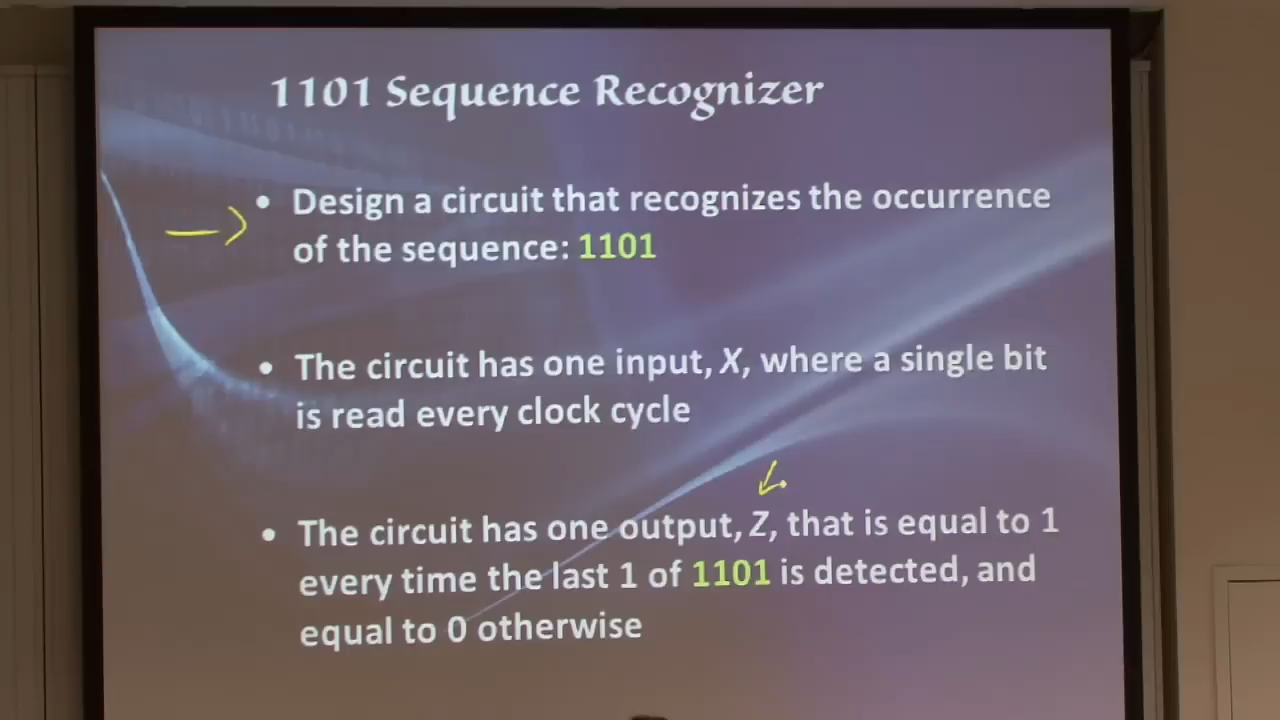 1101 Sequence Recognizer
• Design a circuit that recognizes the occurrence
of the sequence: 1101
• The circuit has one input, X, where a single bit
is read every clock cycle
• The circuit has one output, Z, that is equal to 1
every time the last 1 of 1101 is detected, and
equal to 0 otherwise